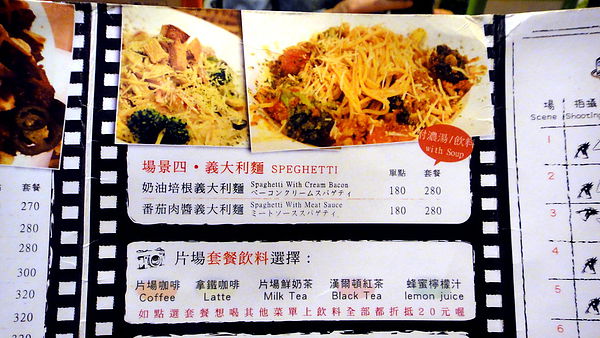 附濃湯/飲料
with Soup
場景四・義大利麵 SPEGHETTI 單點 套餐
奶油培根義大利麵 Spaghetti With Cream Bacon 180 280
ベーコンクリームスパゲティ
番茄肉醬義大利麵 Spaghetti With Meat Sauce 180 280
ミートソーススパゲティ
片場套餐飲料選擇：
片場咖啡 拿鐵咖啡 片場鮮奶茶 漢爾頓紅茶 蜂蜜檸檬汁
Coffee Latte Milk Tea Black Tea lemon juice
如點選套餐想喝其他菜單上飲料全部都折抵20元喔
套餐
270
280
280
300
320
320
場 拍攝
Scene Shooting
1
2
3
4
5
6